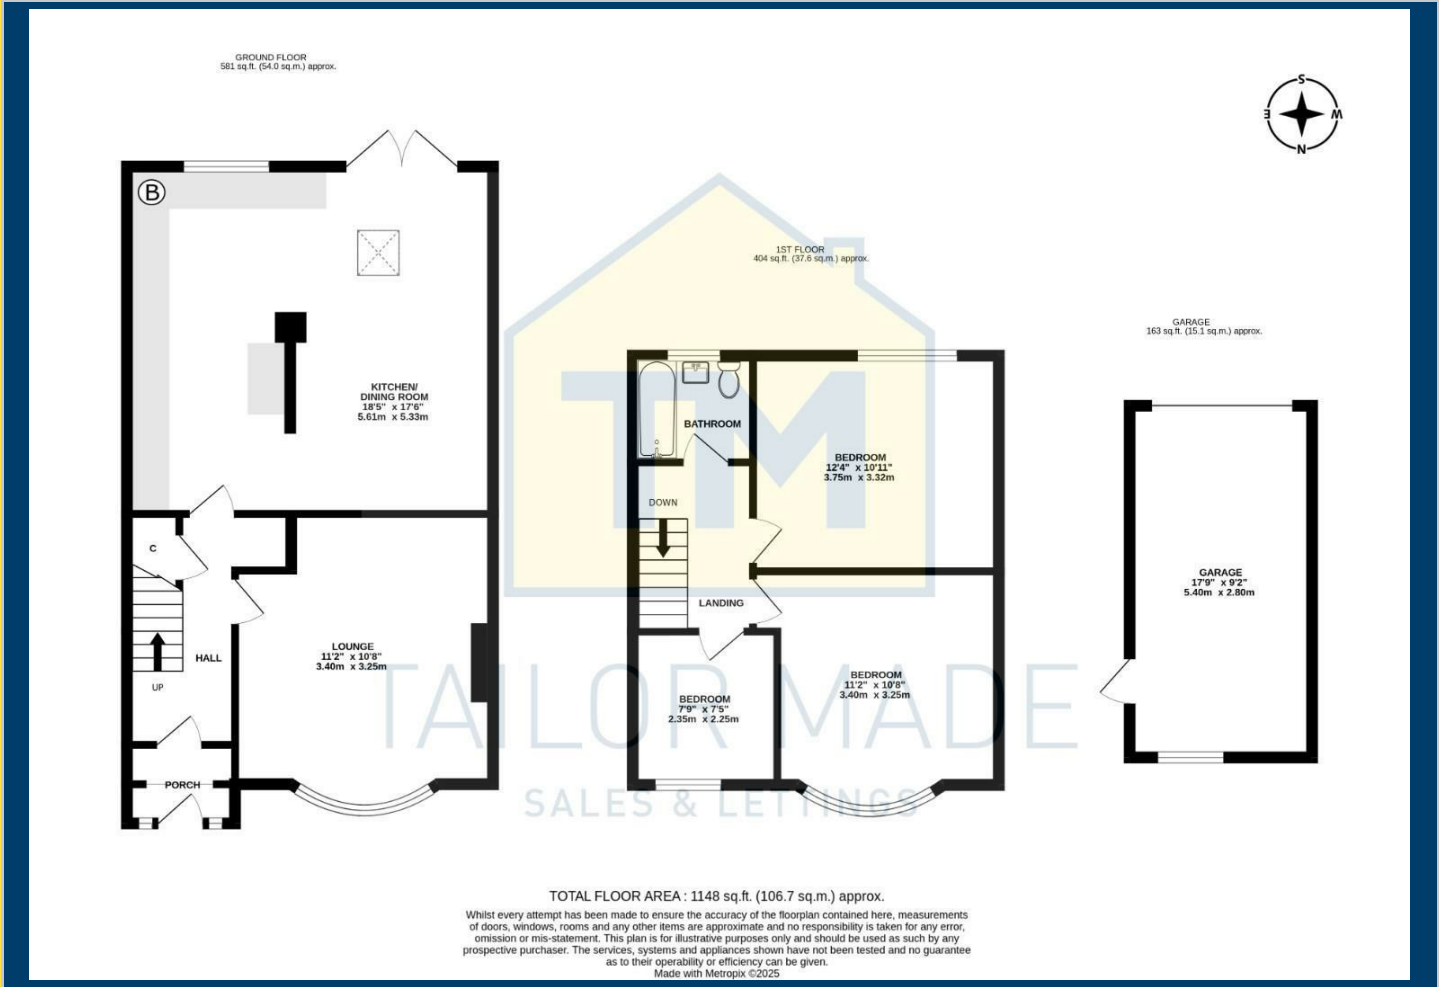 GROUND FLOOR
581 sq.ft. (54.0 sq.m.) approx.
S
E
W
N
B
KITCHEN/
DINING ROOM
18'5" x 17'6"
5.61m x 5.33m
C
UP
HALL
LOUNGE
11'2" x 10'8"
3.40m x 3.25m
PORCH
1ST FLOOR
404 sq.ft. (37.6 sq.m.) approx.
BATHROOM
BEDROOM
12'4" x 10'11"
3.75m x 3.32m
DOWN
LANDING
BEDROOM
7'9" x 7'5"
2.35m x 2.25m
BEDROOM
11'2" x 10'8"
3.40m x 3.25m
GARAGE
163 sq.ft. (15.1 sq.m.) approx.
GARAGE
17'9" x 9'2"
5.40m x 2.80m
TM
TAILOR MADE
SALES & LETTINGS
TOTAL FLOOR AREA : 1148 sq.ft. (106.7 sq.m.) approx.
Whilst every attempt has been made to ensure the accuracy of the floorplan contained here, measurements
of doors, windows, rooms and any other items are approximate and no responsibility is taken for any error,
omission or mis-statement. This plan is for illustrative purposes only and should be used as such by any
prospective purchaser. The services, systems and appliances shown have not been tested and no guarantee
as to their operability or efficiency can be given.
Made with Metropix ©2025